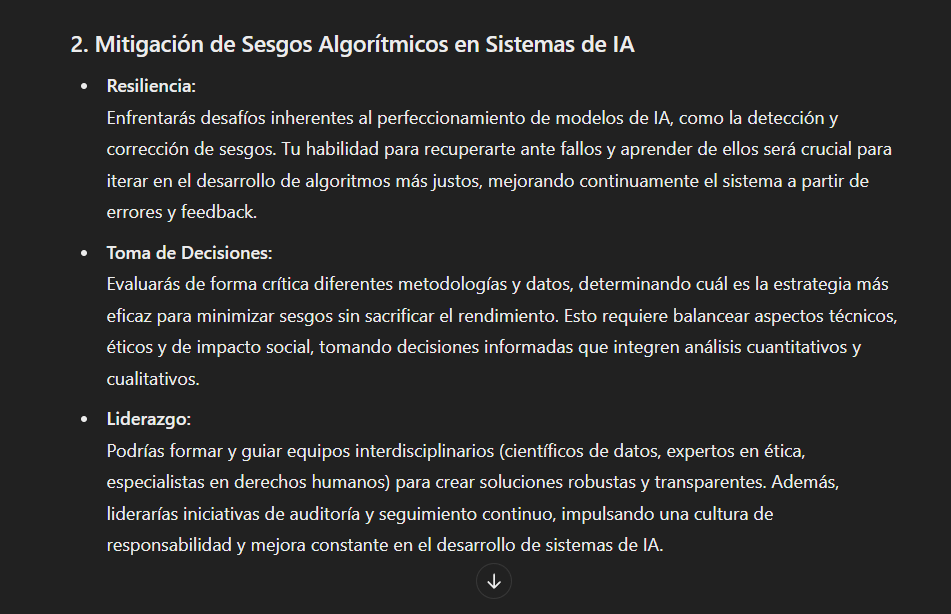 2. Mitigación de Sesgos Algorítmicos en Sistemas de IA
• Resiliencia:
Enfrentarás desafíos inherentes al perfeccionamiento de modelos de IA, como la detección y
corrección de sesgos. Tu habilidad para recuperarte ante fallos y aprender de ellos será crucial para
iterar en el desarrollo de algoritmos más justos, mejorando continuamente el sistema a partir de
errores y feedback.
• Toma de Decisiones:
Evaluarás de forma crítica diferentes metodologías y datos, determinando cuál es la estrategia más
eficaz para minimizar sesgos sin sacrificar el rendimiento. Esto requiere balancear aspectos técnicos,
éticos y de impacto social, tomando decisiones informadas que integren análisis cuantitativos y
cualitativos.
• Liderazgo:
Podrías formar y guiar equipos interdisciplinarios (científicos de datos, expertos en ética,
especialistas en derechos humanos) para crear soluciones robustas y transparentes. Además,
liderarías iniciativas de auditoría y seguimiento continuo, impulsando una cultura de
responsabilidad y mejora constante en el desarrollo de sistemas de IA.